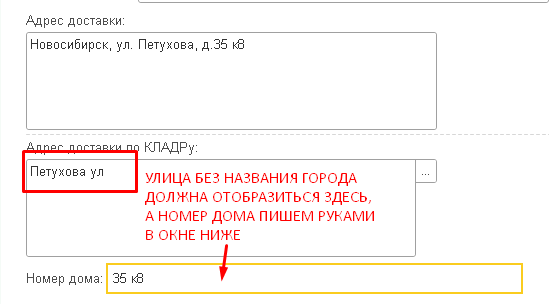 Адрес доставки:
Новосибирск, ул. Петухова, д.35 к8
Адрес доставки по КЛАДРу:
Петухова ул
...
УЛИЦА БЕЗ НАЗВАНИЯ ГОРОДА
ДОЛЖНА ОТОБРАЗИТЬСЯ ЗДЕСЬ,
А НОМЕР ДОМА ПИШЕМ РУКАМИ
В ОКНЕ НИЖЕ
Номер дома: 35 к8